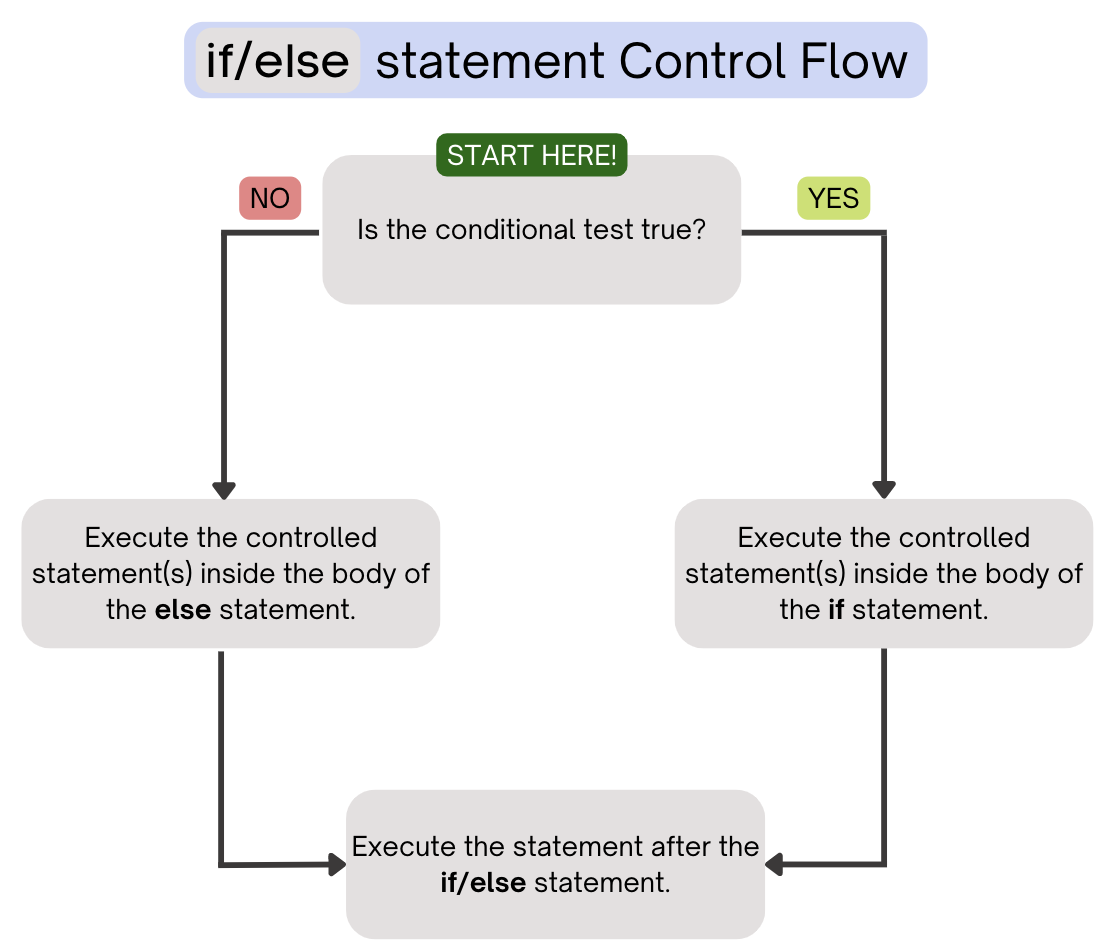 if/else statement Control Flow
START HERE!
NO
YES
Is the conditional test true?
Execute the controlled
statement(s) inside the body of
the else statement.
Execute the controlled
statement(s) inside the body of
the if statement.
Execute the statement after the
if/else statement.